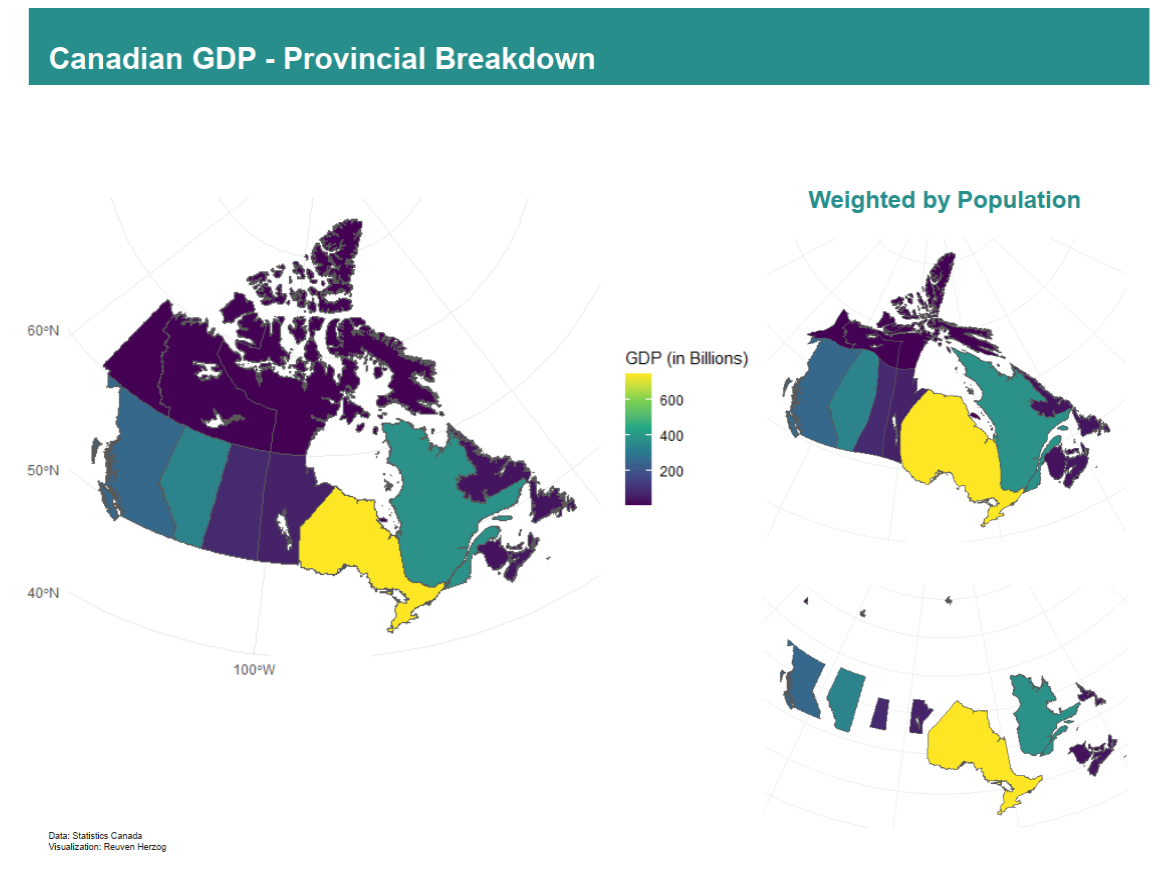 Canadian GDP - Provincial Breakdown
Weighted by Population
60°N
50°N
40°N
100°W
GDP (in Billions)
600
400
200
Data: Statistics Canada
Visualization: Reuven Herzog